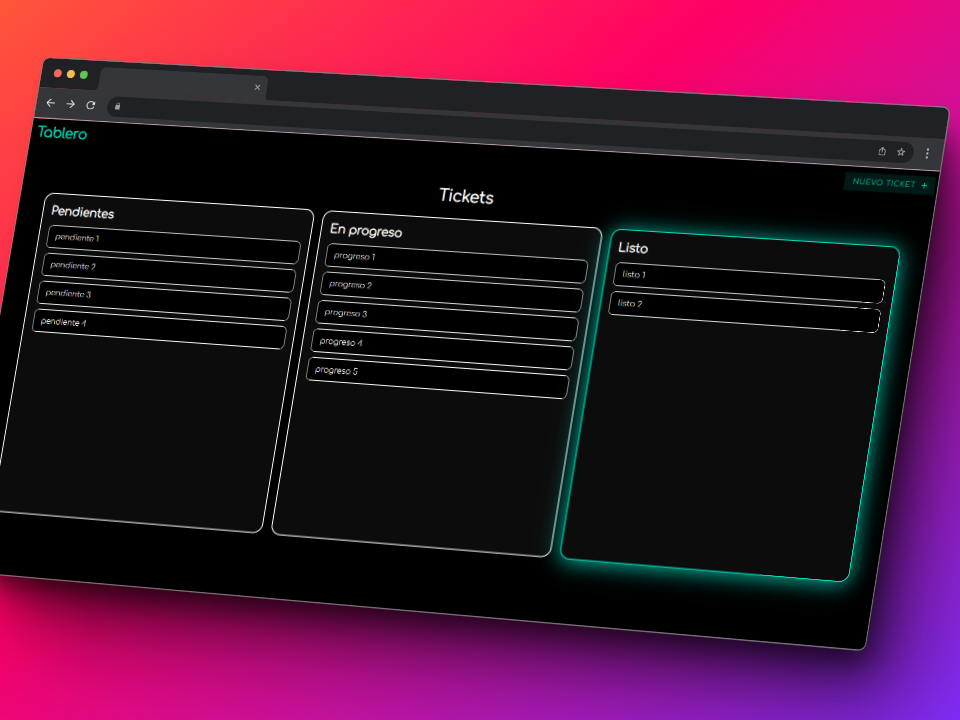 Tablero
NUEVO TICKET +
Tickets
Pendientes
pendiente 1
pendiente 2
pendiente 3
pendiente 4
En progreso
progreso 1
progreso 2
progreso 3
progreso 4
progreso 5
Listo
listo 1
listo 2